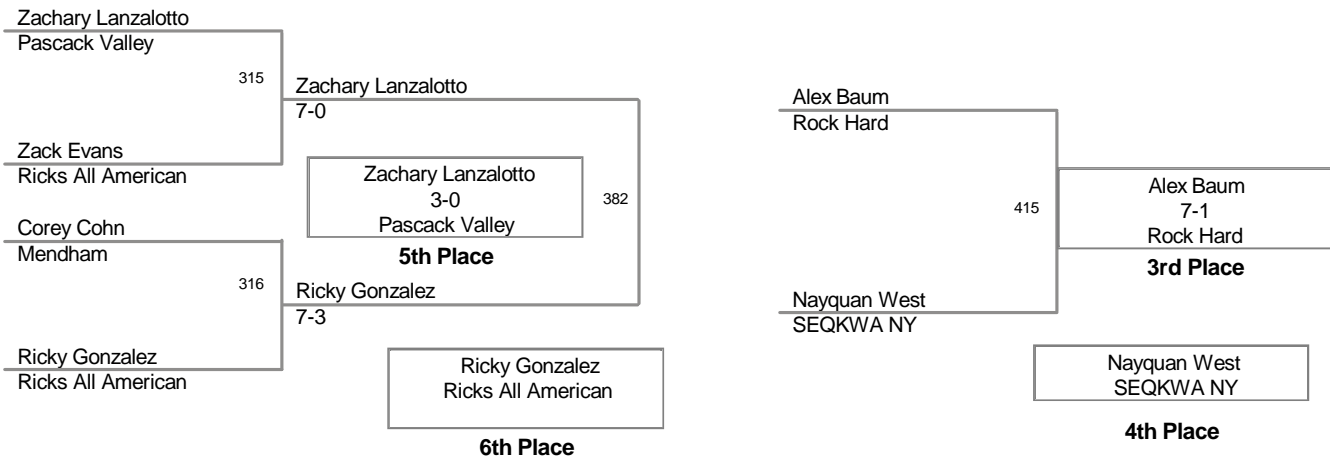 Zachary Lanzalotto
Pascack Valley
315
Zachary Lanzalotto
7-0
Zack Evans
Ricks All American
Zachary Lanzalotto
3-0
Pascack Valley
5th Place
382
Corey Cohn
Mendham
316
Ricky Gonzalez
7-3
Ricky Gonzalez
Ricks All American
Ricky Gonzalez
Ricks All American
6th Place
Alex Baum
Rock Hard
415
Alex Baum
7-1
Rock Hard
3rd Place
Nayquan West
SEQKWA NY
Nayquan West
SEQKWA NY
4th Place